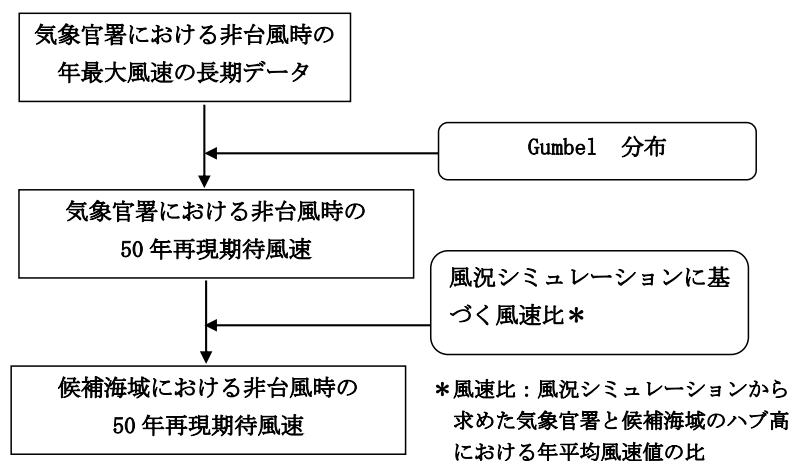 気象官署における非台風時の
年最大風速の長期データ
Gumbel 分布
気象官署における非台風時の
50 年再現期待風速
風況シミュレーションに基
づく風速比＊
候補海域における非台風時の
50 年再現期待風速
＊風速比：風況シミュレーションから
求めた気象官署と候補海域のハブ高
における年平均風速値の比